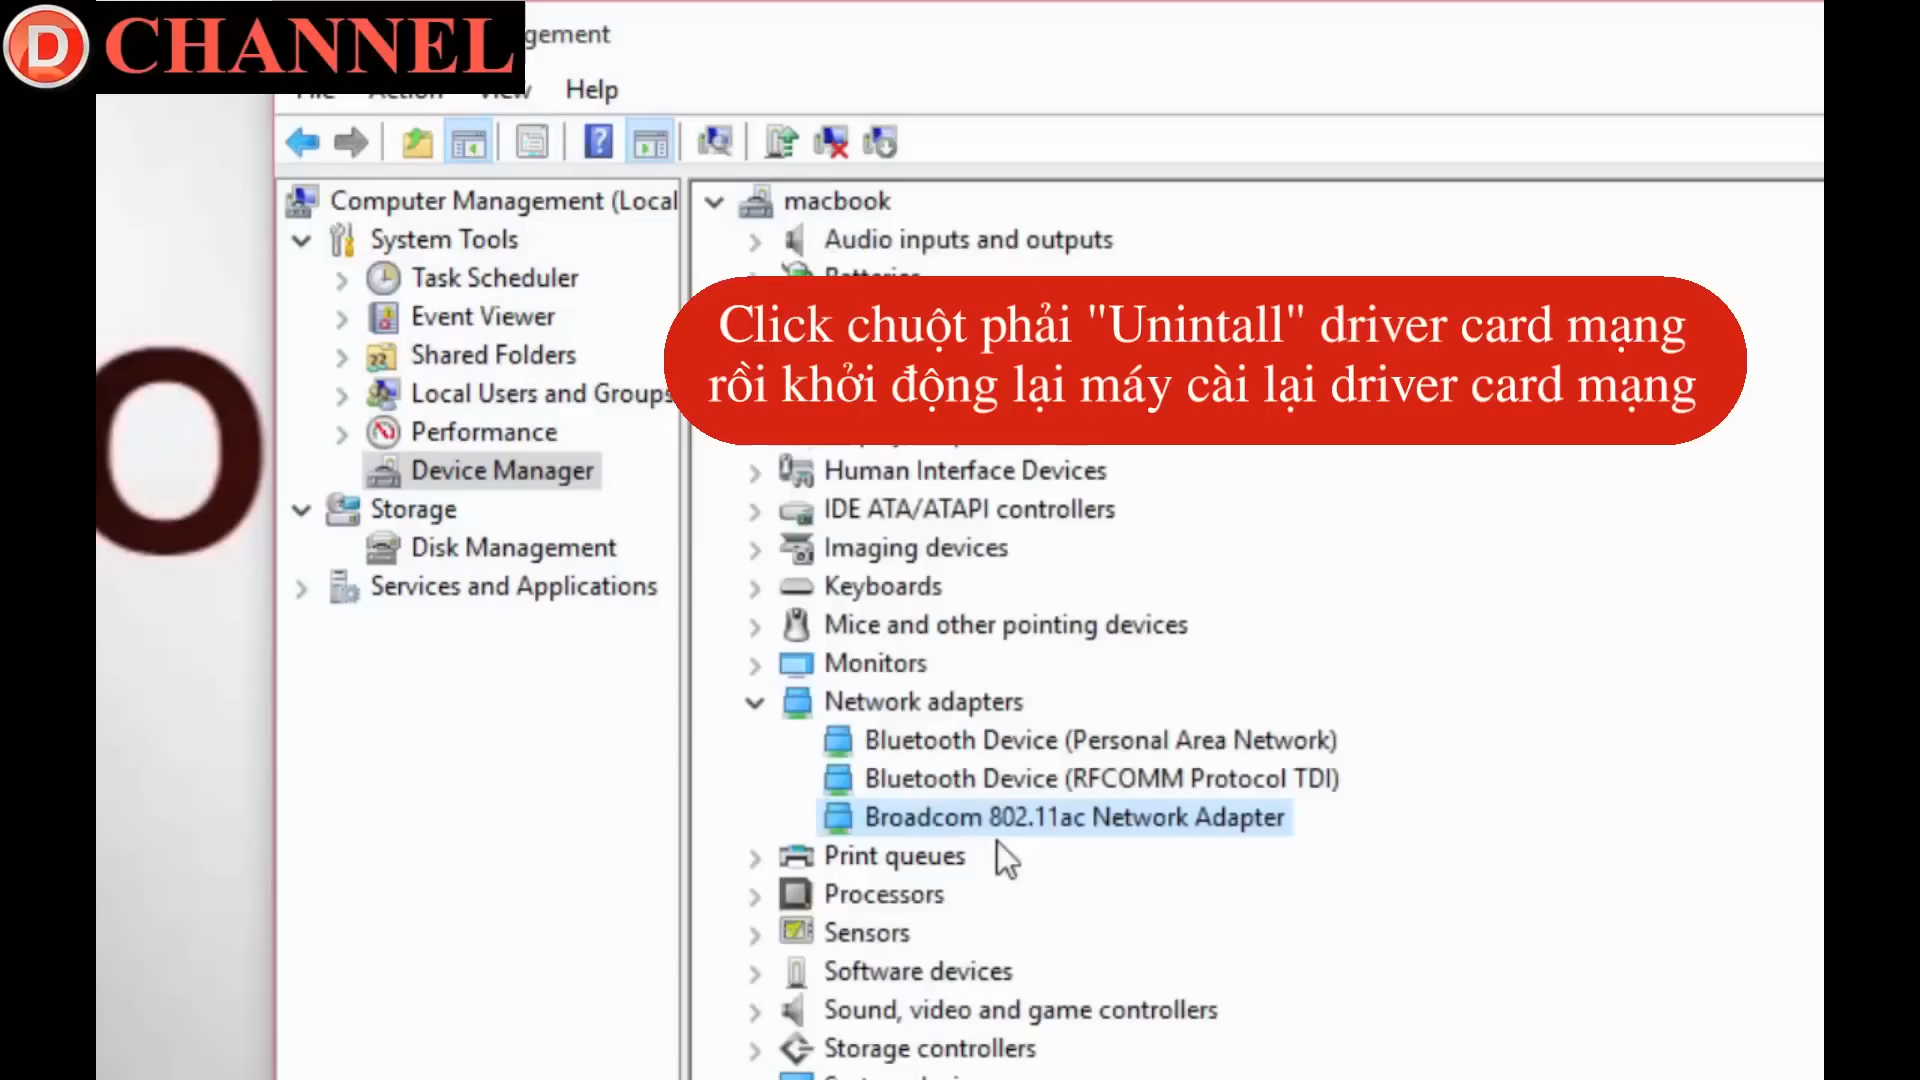 D CHANNEL
gement
Help
Computer Management (Local
System Tools
Task Scheduler
Event Viewer
Shared Folders
Local Users and Groups
Performance
Device Manager
Storage
Disk Management
Services and Applications
macbook
Audio inputs and outputs
Click chuột phải "Unintall" driver card mạng
rồi khởi động lại máy cài lại driver card mạng
Human Interface Devices
IDE ATA/ATAPI controllers
Imaging devices
Keyboards
Mice and other pointing devices
Monitors
Network adapters
Bluetooth Device (Personal Area Network)
Bluetooth Device (RFCOMM Protocol TDI)
Broadcom 802.11ac Network Adapter
Print queues
Processors
Sensors
Software devices
Sound, video and game controllers
Storage controllers